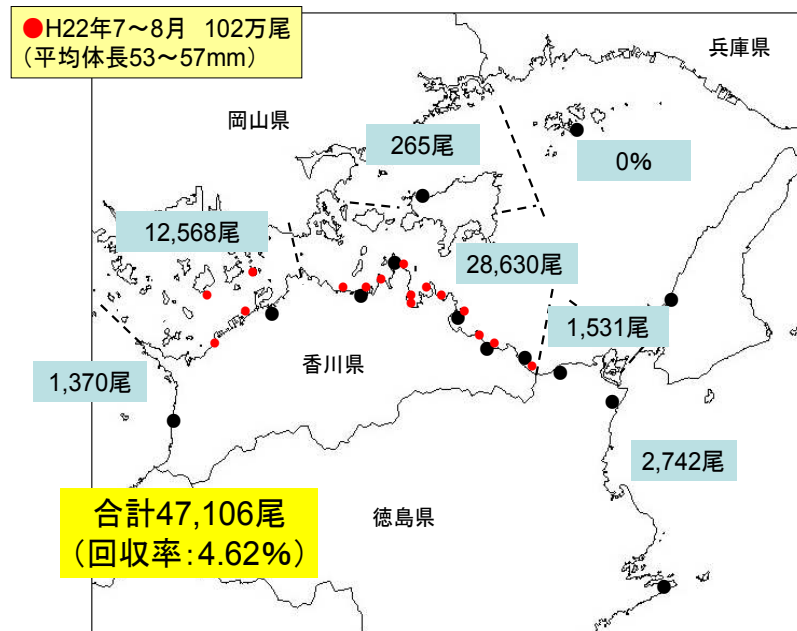 ●H22年7～8月 102万尾
（平均体長53～57mm）
兵庫県
岡山県
265尾
0%
12,568尾
28,630尾
1,531尾
香川県
1,370尾
2,742尾
合計47,106尾
（回収率：4.62%）
徳島県